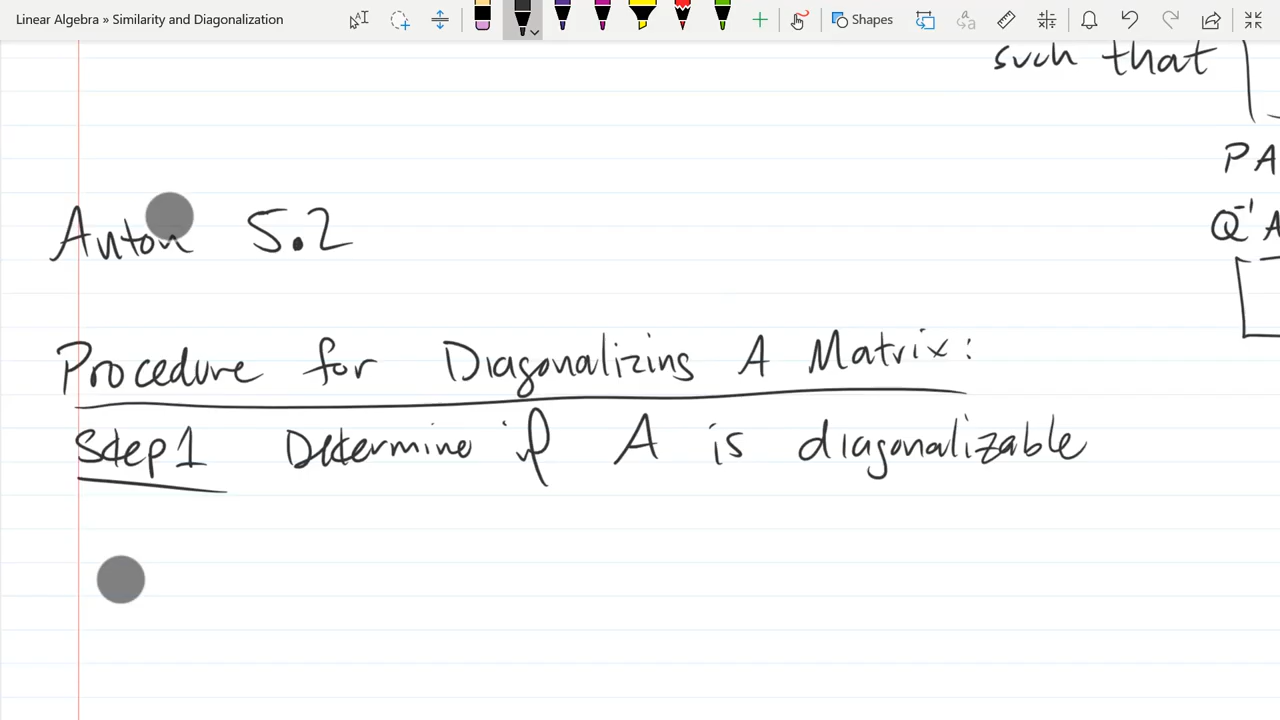 Linear Algebra » Similarity and Diagonalization
Shapes
such that
PA
Q⁻¹A
Anton 5.2
Procedure for Diagonalizing A Matrix:
Step 1 Determine if A is diagonalizable